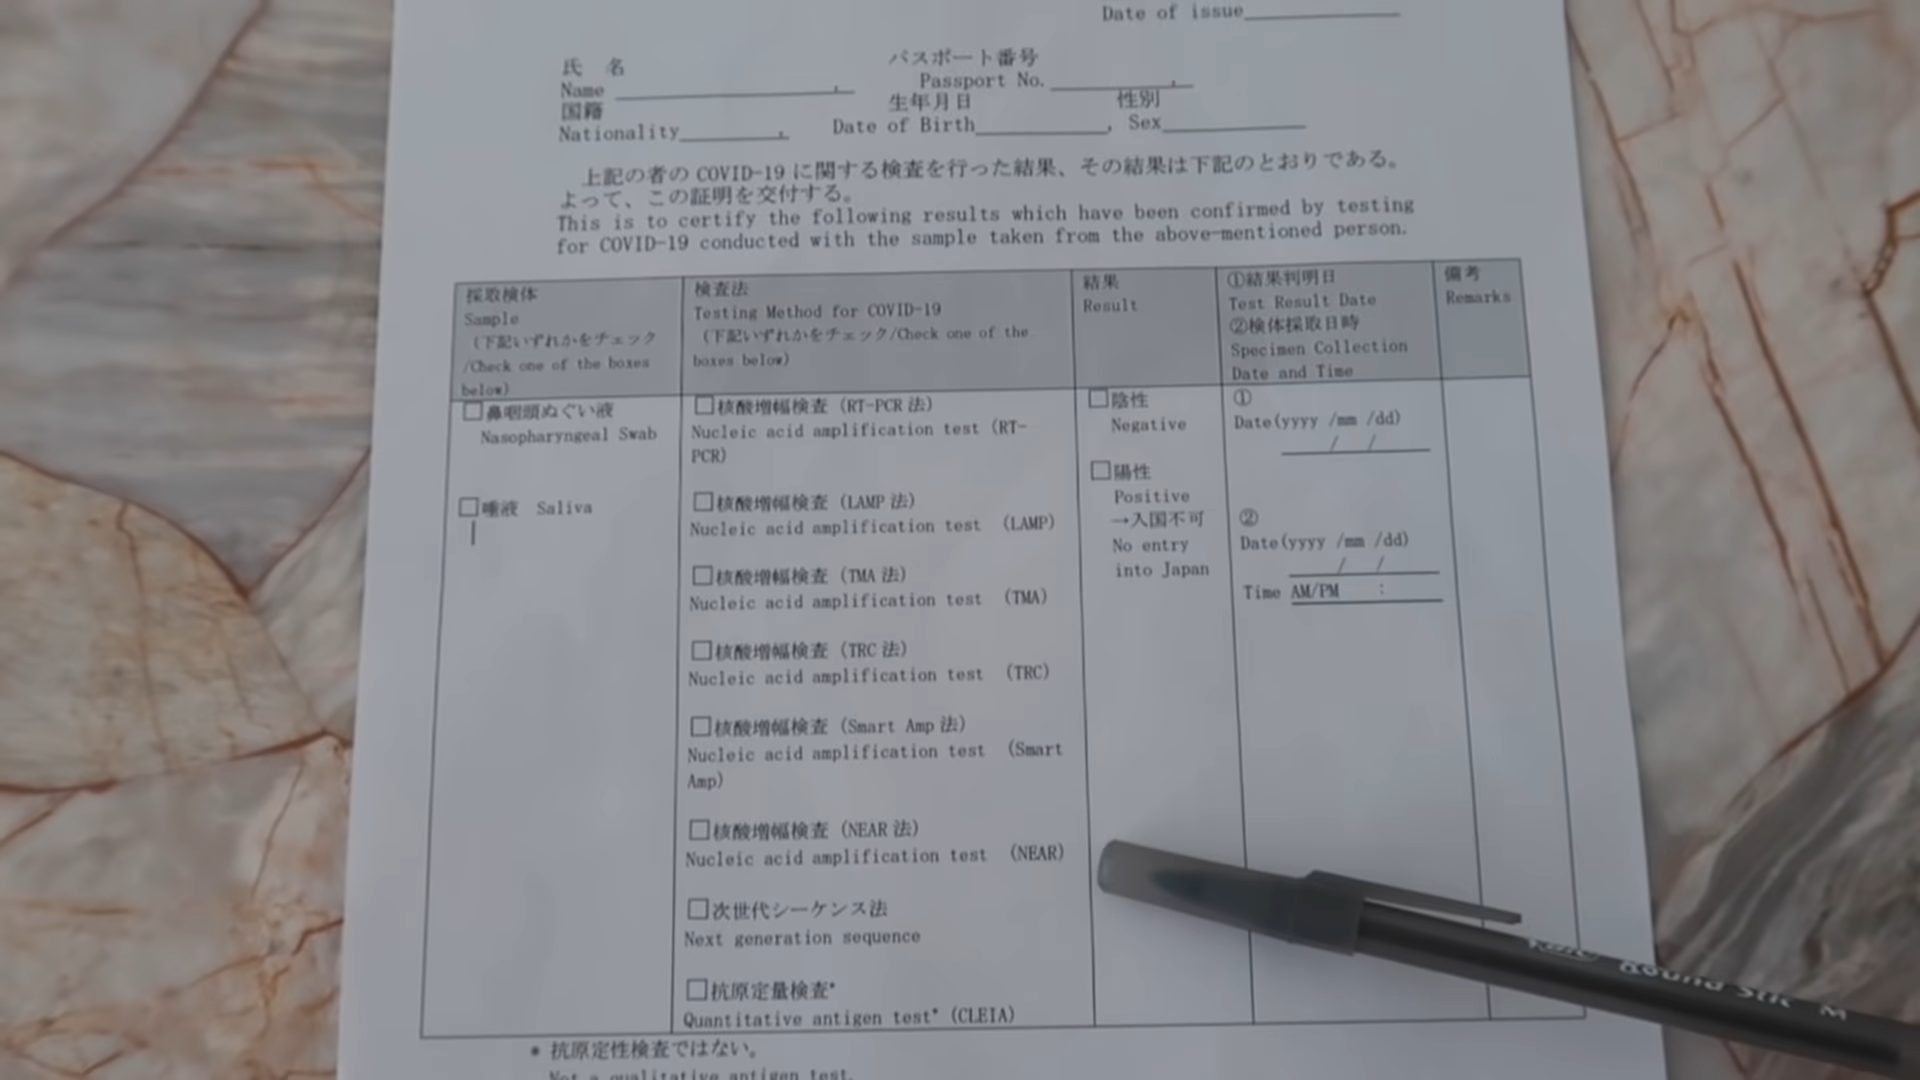 Date of issue
氏 名 パスポート番号
Name , Passport No. ,
国籍 生年月日 性別
Nationality , Date of Birth , Sex
上記の者の COVID-19 に関する検査を行った結果、その結果は下記のとおりである。
よって、この証明を交付する。
This is to certify the following results which have been confirmed by testing
for COVID-19 conducted with the sample taken from the above-mentioned person.
採取検体
Sample
（下記いずれかをチェック
/Check one of the boxes
below)
検査法
Testing Method for COVID-19
（下記いずれかをチェック/Check one of the
boxes below)
結果
Result
①結果判明日
Test Result Date
②検体採取日時
Specimen Collection
Date and Time
備考
Remarks
□鼻咽頭ぬぐい液
Nasopharyngeal Swab
□唾液 Saliva
□核酸増幅検査（RT-PCR 法）
Nucleic acid amplification test (RT-
PCR)
□核酸増幅検査（LAMP 法）
Nucleic acid amplification test (LAMP)
□核酸増幅検査（TMA 法）
Nucleic acid amplification test (TMA)
□核酸増幅検査（TRC 法）
Nucleic acid amplification test (TRC)
□核酸増幅検査（Smart Amp 法）
Nucleic acid amplification test (Smart
Amp)
□核酸増幅検査（NEAR 法）
Nucleic acid amplification test (NEAR)
□次世代シーケンス法
Next generation sequence
□抗原定量検査*
Quantitative antigen test* (CLEIA)
□陰性
Negative
□陽性
Positive
→入国不可
No entry
into Japan
①
Date(yyyy /mm /dd)
/ /
②
Date(yyyy /mm /dd)
/ /
Time AM/PM :
* 抗原定性検査ではない。
Not a qualitative antigen test.
Round Stic M